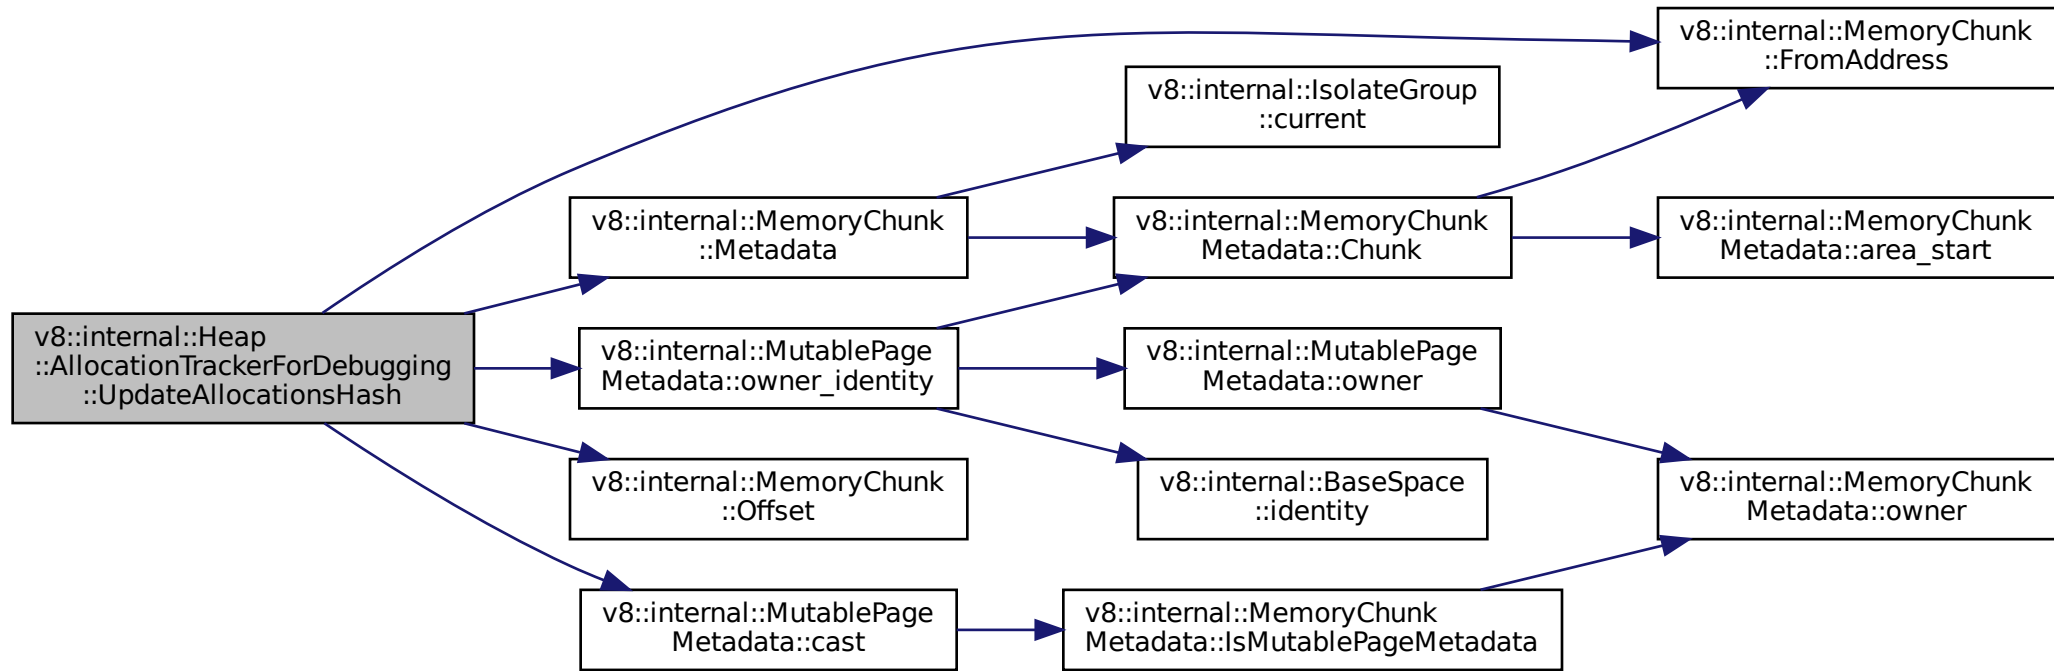 v8::internal::MemoryChunk
::FromAddress
v8::internal::IsolateGroup
::current
v8::internal::MemoryChunk
::Metadata
v8::internal::MemoryChunk
Metadata::Chunk
v8::internal::MemoryChunk
Metadata::area_start
v8::internal::Heap
::AllocationTrackerForDebugging
::UpdateAllocationsHash
v8::internal::MutablePage
Metadata::owner_identity
v8::internal::MutablePage
Metadata::owner
v8::internal::MemoryChunk
::Offset
v8::internal::BaseSpace
::identity
v8::internal::MemoryChunk
Metadata::owner
v8::internal::MutablePage
Metadata::cast
v8::internal::MemoryChunk
Metadata::IsMutablePageMetadata